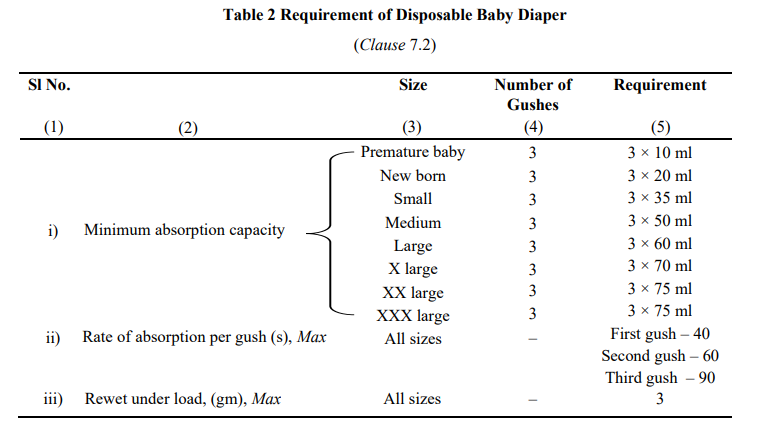 Table 2 Requirement of Disposable Baby Diaper
(Clause 7.2)
Sl No. Size Number of Gushes Requirement
(1) (2) (3) (4) (5)
Premature baby 3 3 × 10 ml
New born 3 3 × 20 ml
Small 3 3 × 35 ml
Medium 3 3 × 50 ml
i) Minimum absorption capacity
Large 3 3 × 60 ml
X large 3 3 × 70 ml
XX large 3 3 × 75 ml
XXX large 3 3 × 75 ml
ii) Rate of absorption per gush (s), Max All sizes – First gush – 40
Second gush – 60
Third gush – 90
iii) Rewet under load, (gm), Max All sizes – 3